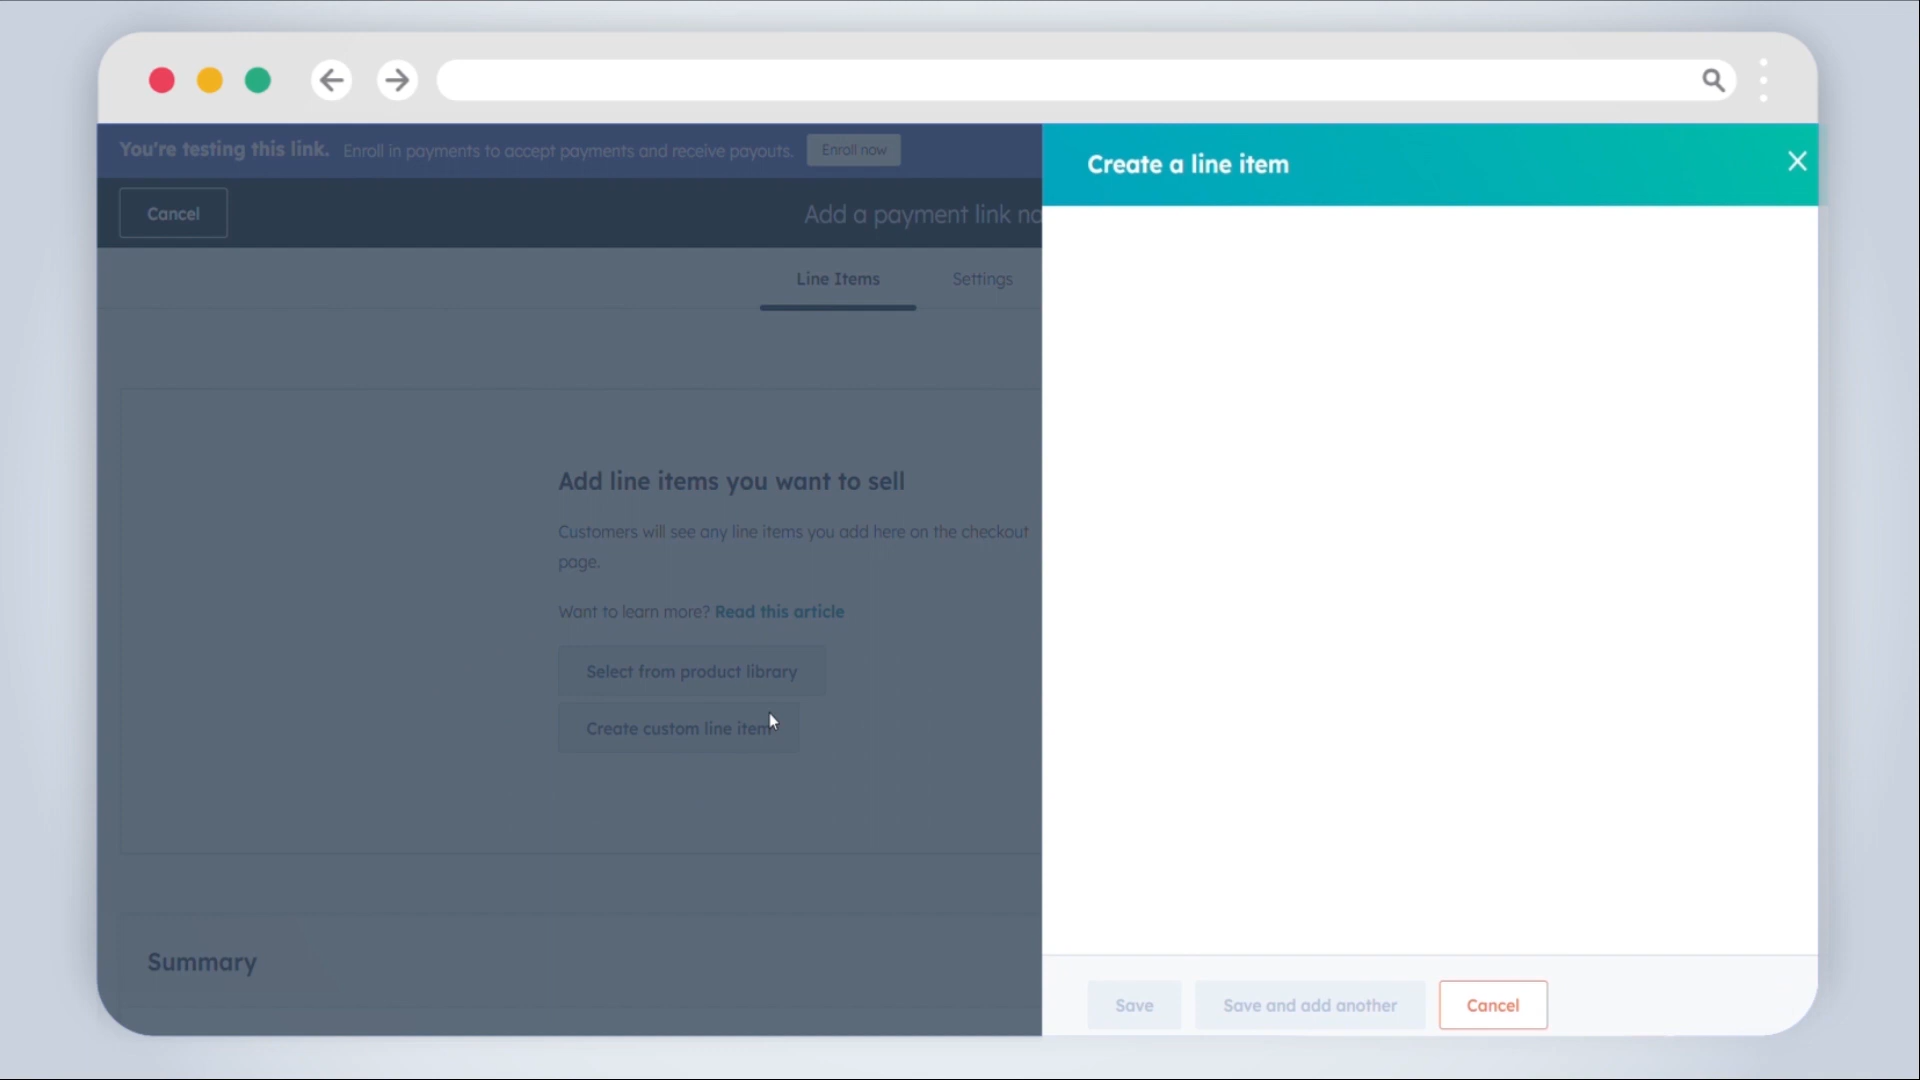 You're testing this link. Enroll in payments to accept payments and receive payouts. Enroll now
Create a line item
Cancel
Add a payment link na
Line Items Settings
Add line items you want to sell
Customers will see any line items you add here on the checkout
page.
Want to learn more? Read this article
Select from product library
Create custom line item
Summary
Save Save and add another Cancel